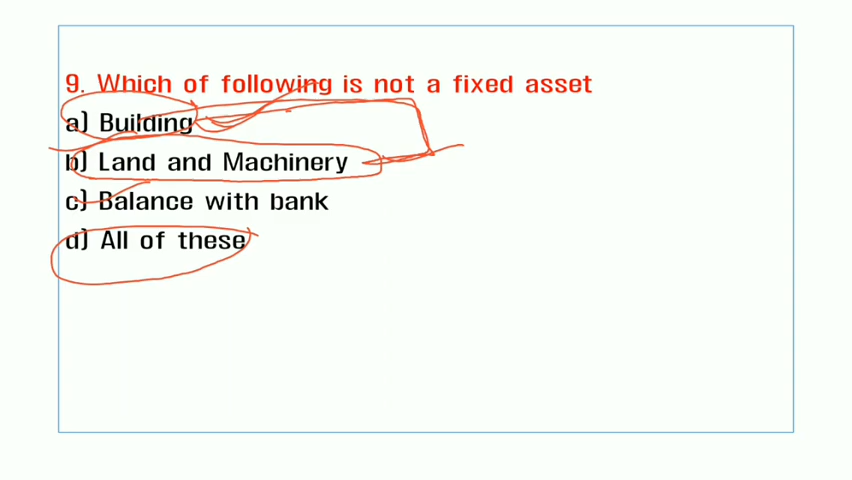 9. Which of following is not a fixed asset
a) Building
b) Land and Machinery
c) Balance with bank
d) All of these